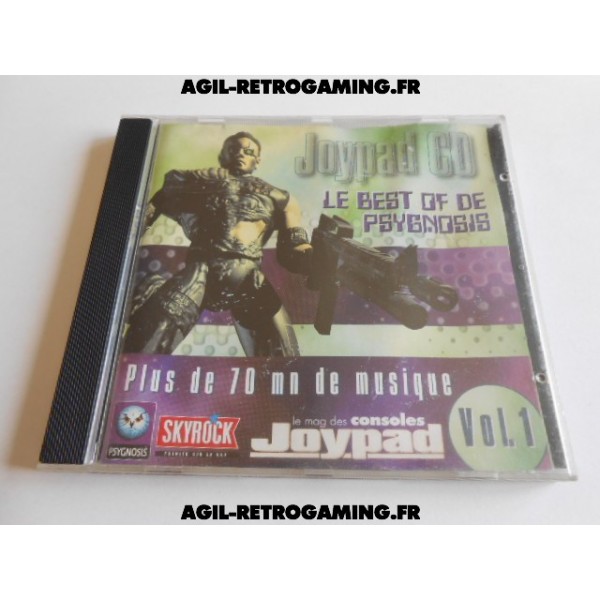 AGIL-RETROGAMING.FR
Joypad CD
LE BEST OF DE
PSYGNOSIS
Plus de 70 mn de musique
PSYGNOSIS
SKYROCK
le mag des consoles
Joypad
Vol. 1
AGIL-RETROGAMING.FR